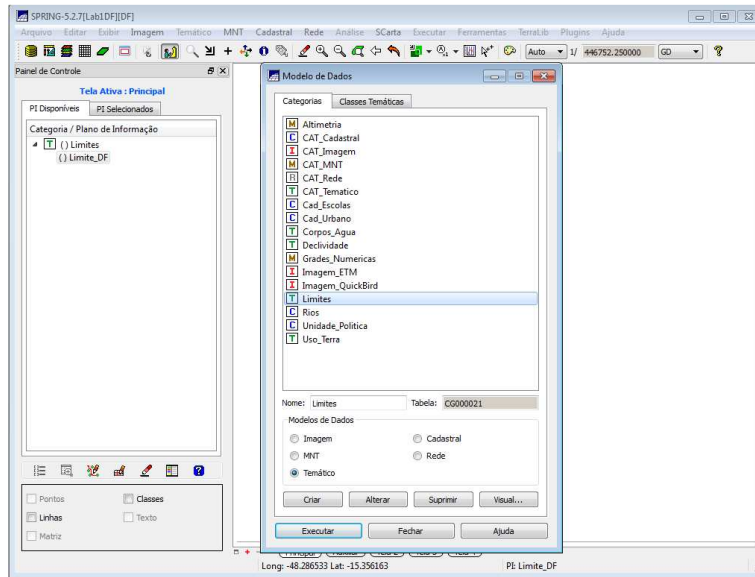 SPRING-5.2.7[Lab1DF][DF]
Arquivo Editar Exibir Imagem Temático MNT Cadastral Rede Análise SCarta Executar Ferramentas TerraLib Plugins Ajuda
Auto 1/ 446752.250000 GD
Painel de Controle
Tela Ativa : Principal
PI Disponíveis PI Selecionados
Categoria / Plano de Informação
T () Limites
() Limite_DF
Pontos Classes
Linhas Texto
Matriz
Modelo de Dados
Categorias Classes Temáticas
M Altimetria
C CAT_Cadastral
I CAT_Imagem
M CAT_MNT
R CAT_Rede
T CAT_Tematico
C Cad_Escolas
C Cad_Urbano
T Corpos_Agua
T Declividade
M Grades_Numericas
I Imagem_ETM
I Imagem_QuickBird
T Limites
C Rios
C Unidade_Politica
T Uso_Terra
Nome: Limites Tabela: CG000021
Modelos de Dados
Imagem Cadastral
MNT Rede
Temático
Criar Alterar Suprimir Visual...
Executar Fechar Ajuda
Long: -48.286533 Lat: -15.356163 PI: Limite_DF